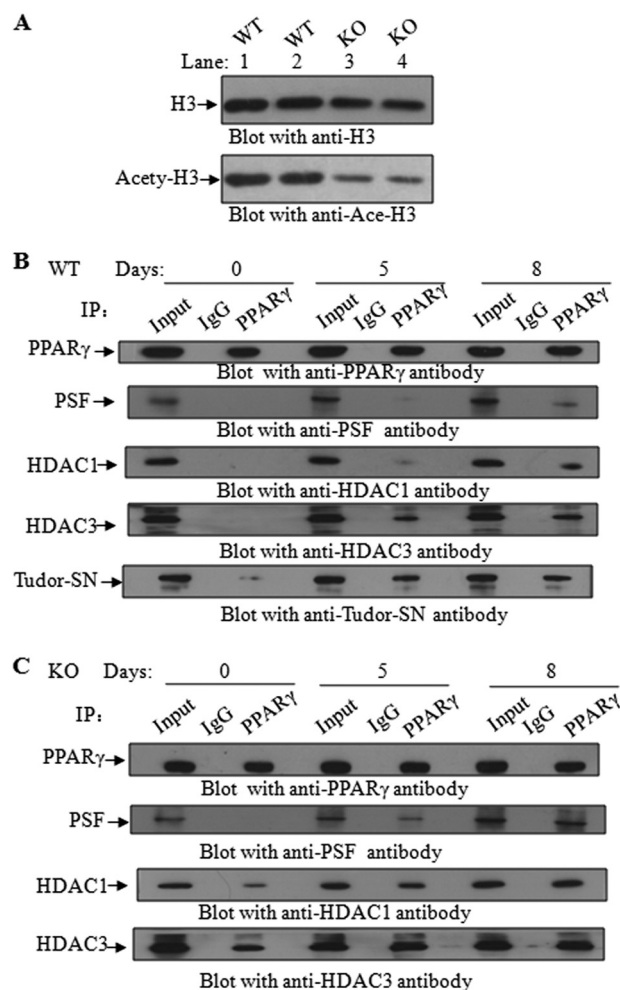 A
WT WT KO KO
Lane: 1 2 3 4
H3
Blot with anti-H3
Acety-H3
Blot with anti-Ace-H3
B WT Days: 0 5 8
IP: Input IgG PPARγ Input IgG PPARγ Input IgG PPARγ
PPARγ
Blot with anti-PPARγ antibody
PSF
Blot with anti-PSF antibody
HDAC1
Blot with anti-HDAC1 antibody
HDAC3
Blot with anti-HDAC3 antibody
Tudor-SN
Blot with anti-Tudor-SN antibody
C KO Days: 0 5 8
IP: Input IgG PPARγ Input IgG PPARγ Input IgG PPARγ
PPARγ
Blot with anti-PPARγ antibody
PSF
Blot with anti-PSF antibody
HDAC1
Blot with anti-HDAC1 antibody
HDAC3
Blot with anti-HDAC3 antibody